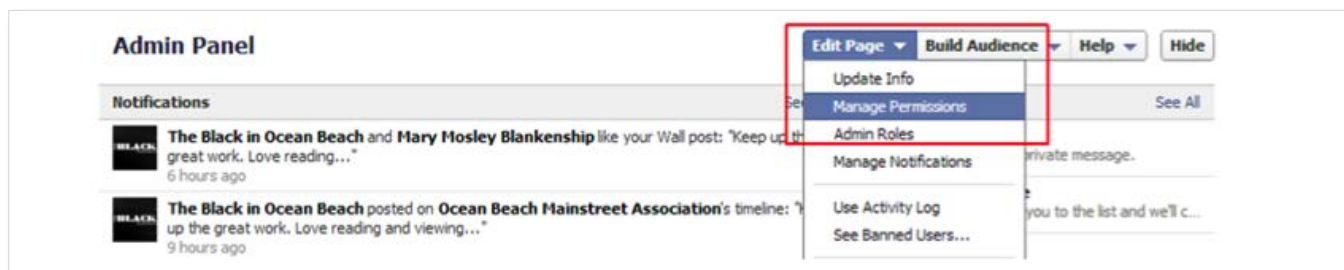 Admin Panel
Edit Page Build Audience Help Hide
Update Info
Notifications
See All
Manage Permissions
The Black in Ocean Beach and Mary Mosley Blankenship like your Wall post: "Keep up th
great work. Love reading..."
6 hours ago
Admin Roles
Manage Notifications
private message.
The Black in Ocean Beach posted on Ocean Beach Mainstreet Association's timeline: "
up the great work. Love reading and viewing..."
9 hours ago
Use Activity Log
See Banned Users...
you to the list and we'll c...
BLACK
BLACK